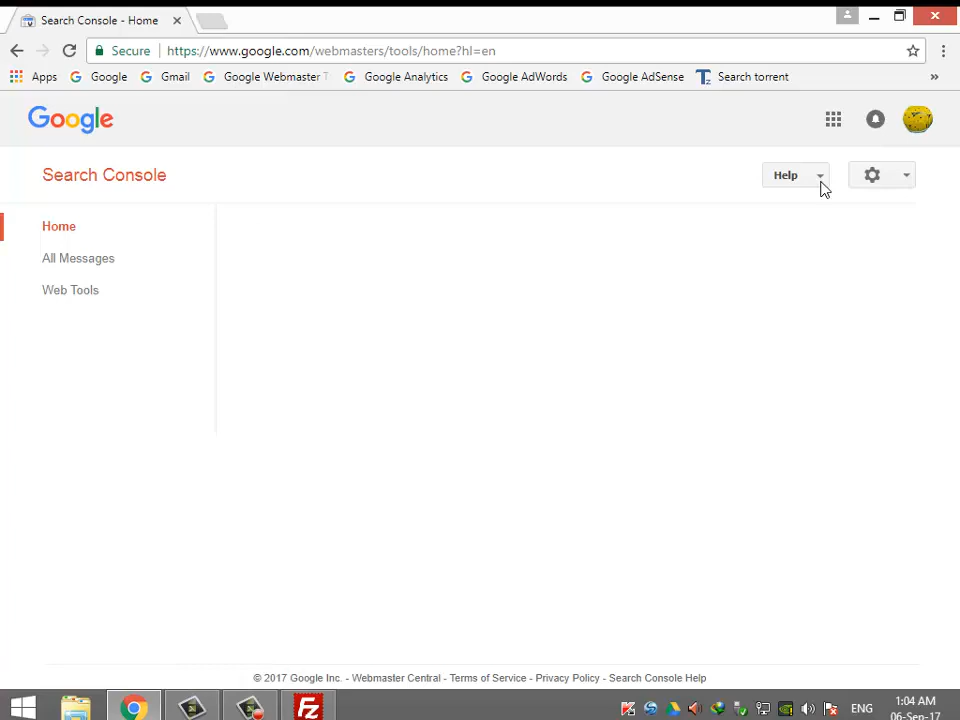 Search Console - Home
Secure
https://www.google.com/webmasters/tools/home?hl=en
Apps
Google
Gmail
Google Webmaster T
Google Analytics
Google AdWords
Google AdSense
Search torrent
»
Google
Search Console
Help
Home
All Messages
Web Tools
© 2017 Google Inc. - Webmaster Central - Terms of Service - Privacy Policy - Search Console Help
Fz
ENG
1:04 AM
06-Sep-17